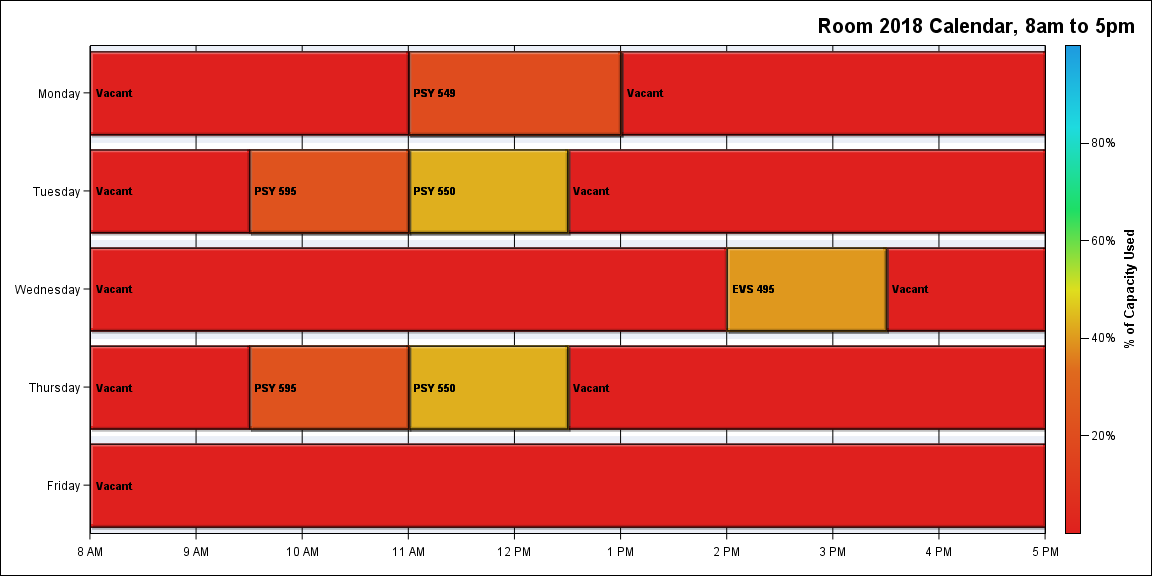 Room 2018 Calendar, 8am to 5pm
Monday
Vacant
PSY 549
Vacant
Tuesday
Vacant
PSY 595
PSY 550
Vacant
Wednesday
Vacant
EVS 495
Vacant
Thursday
Vacant
PSY 595
PSY 550
Vacant
Friday
Vacant
8 AM
9 AM
10 AM
11 AM
12 PM
1 PM
2 PM
3 PM
4 PM
5 PM
80%
60%
40%
20%
% of Capacity Used